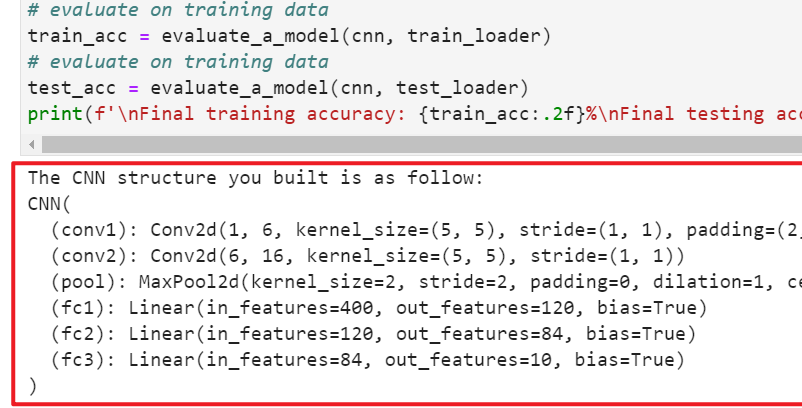 # evaluate on training data
train_acc = evaluate_a_model(cnn, train_loader)
# evaluate on training data
test_acc = evaluate_a_model(cnn, test_loader)
print(f'\nFinal training accuracy: {train_acc:.2f}%\nFinal testing acc
The CNN structure you built is as follow:
CNN(
  (conv1): Conv2d(1, 6, kernel_size=(5, 5), stride=(1, 1), padding=(2,
  (conv2): Conv2d(6, 16, kernel_size=(5, 5), stride=(1, 1))
  (pool): MaxPool2d(kernel_size=2, stride=2, padding=0, dilation=1, ce
  (fc1): Linear(in_features=400, out_features=120, bias=True)
  (fc2): Linear(in_features=120, out_features=84, bias=True)
  (fc3): Linear(in_features=84, out_features=10, bias=True)
)